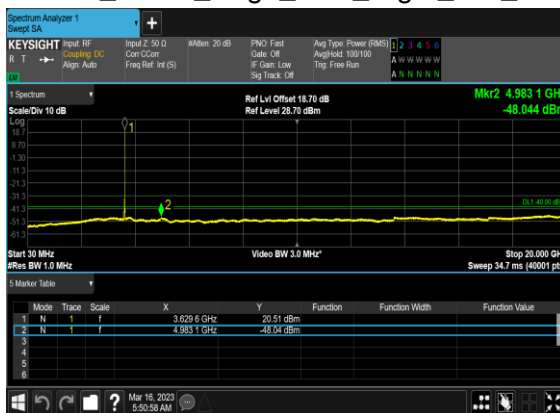 Spectrum Analyzer 1
Swept SA
KEYSIGHT
R T
LU
Input: RF
Coupling: DC
Align: Auto
Input Z: 50 Ω
Corr CCorr
Freq Ref: Int (S)
#Atten: 20 dB
PNO: Fast
Gate: Off
IF Gain: Low
Sig Track: Off
Avg Type: Power (RMS)
Avg|Hold: 100/100
Trig: Free Run
1 2 3 4 5 6
A W W W W W
A N N N N N
1 Spectrum
Scale/Div 10 dB
Ref Lvl Offset 18.70 dB
Ref Level 28.70 dBm
Mkr2 4.983 1 GH
-48.044 dBr
Log
18.7
8.70
-1.30
-11.3
-21.3
-31.3
-41.3
-51.3
-61.3
1
2
DL1 -40.00 dB
Start 30 MHz
#Res BW 1.0 MHz
Video BW 3.0 MHz*
Stop 20.000 GH
Sweep 34.7 ms (40001 pt
5 Marker Table
Mode Trace Scale X Y Function Function Width Function Value
1 N 1 f 3.629 6 GHz 20.51 dBm
2 N 1 f 4.983 1 GHz -48.04 dBm
3
4
5
6
?
Mar 16, 2023
5:50:58 AM